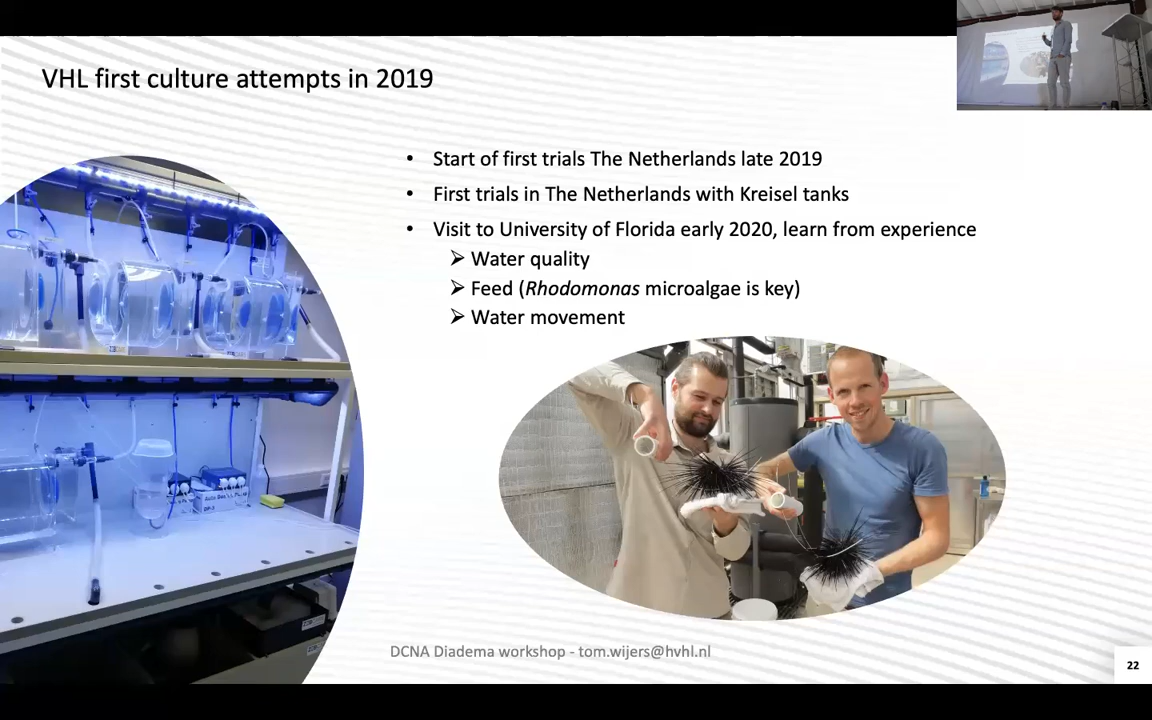 VHL first culture attempts in 2019
• Start of first trials The Netherlands late 2019
• First trials in The Netherlands with Kreisel tanks
• Visit to University of Florida early 2020, learn from experience
➢ Water quality
➢ Feed (Rhodomonas microalgae is key)
➢ Water movement
DCNA Diadema workshop - tom.wijers@hvhl.nl
22